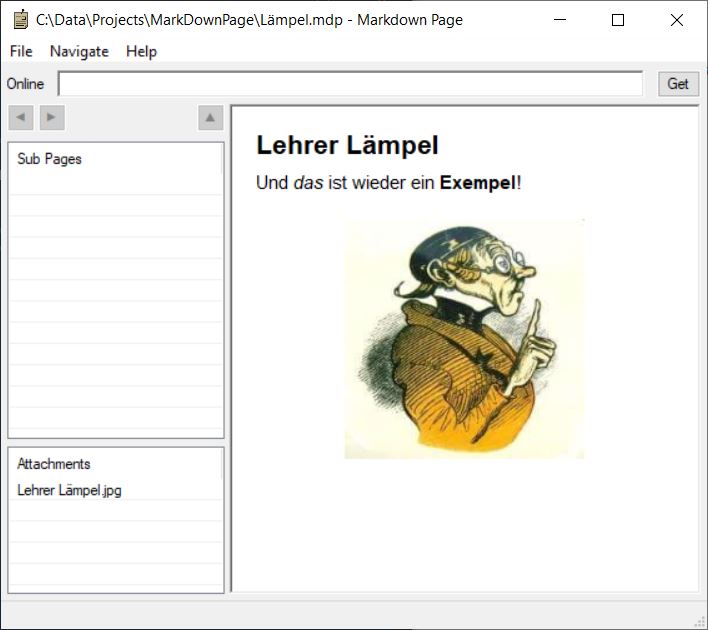 C:\Data\Projects\MarkDownPage\Lämpel.mdp - Markdown Page
File Navigate Help
Online Get
Sub Pages
Lehrer Lämpel
Und das ist wieder ein Exempel!
Attachments
Lehrer Lämpel.jpg